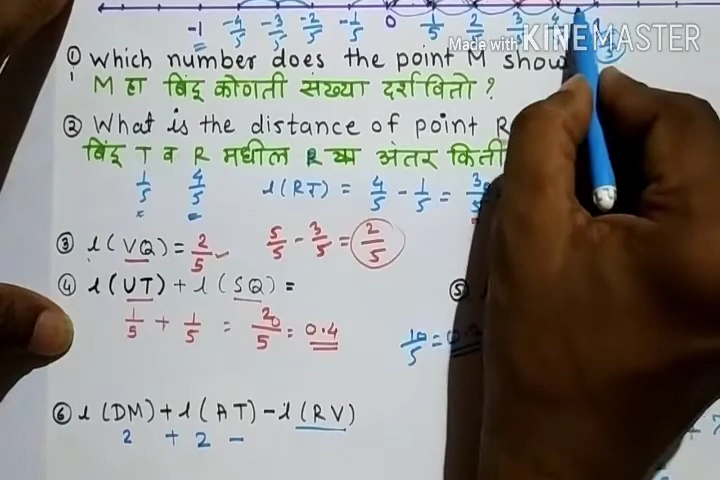 -1 -4/5 -3/5 -2/5 -1/5 0 1/5 2/5 3/5 4 1
Made with KINEMASTER
① Which number does the point M show
M हा बिंदू कोणती संख्या दर्शवितो ?
② What is the distance of point R
बिंदू T व R मधील R चा अंतर किती
1/5 4/5 l(RT) = 4/5 - 1/5 = 3/5
③ l(VQ) = 2/5 5/5 - 3/5 = 2/5
④ l(UT) + l(SQ) =
⑤
1/5 + 1/5 = 20/5 = 0.4
10/5 =
⑥ l(DM) + l(AT) - l(RV)
2 + 2 -